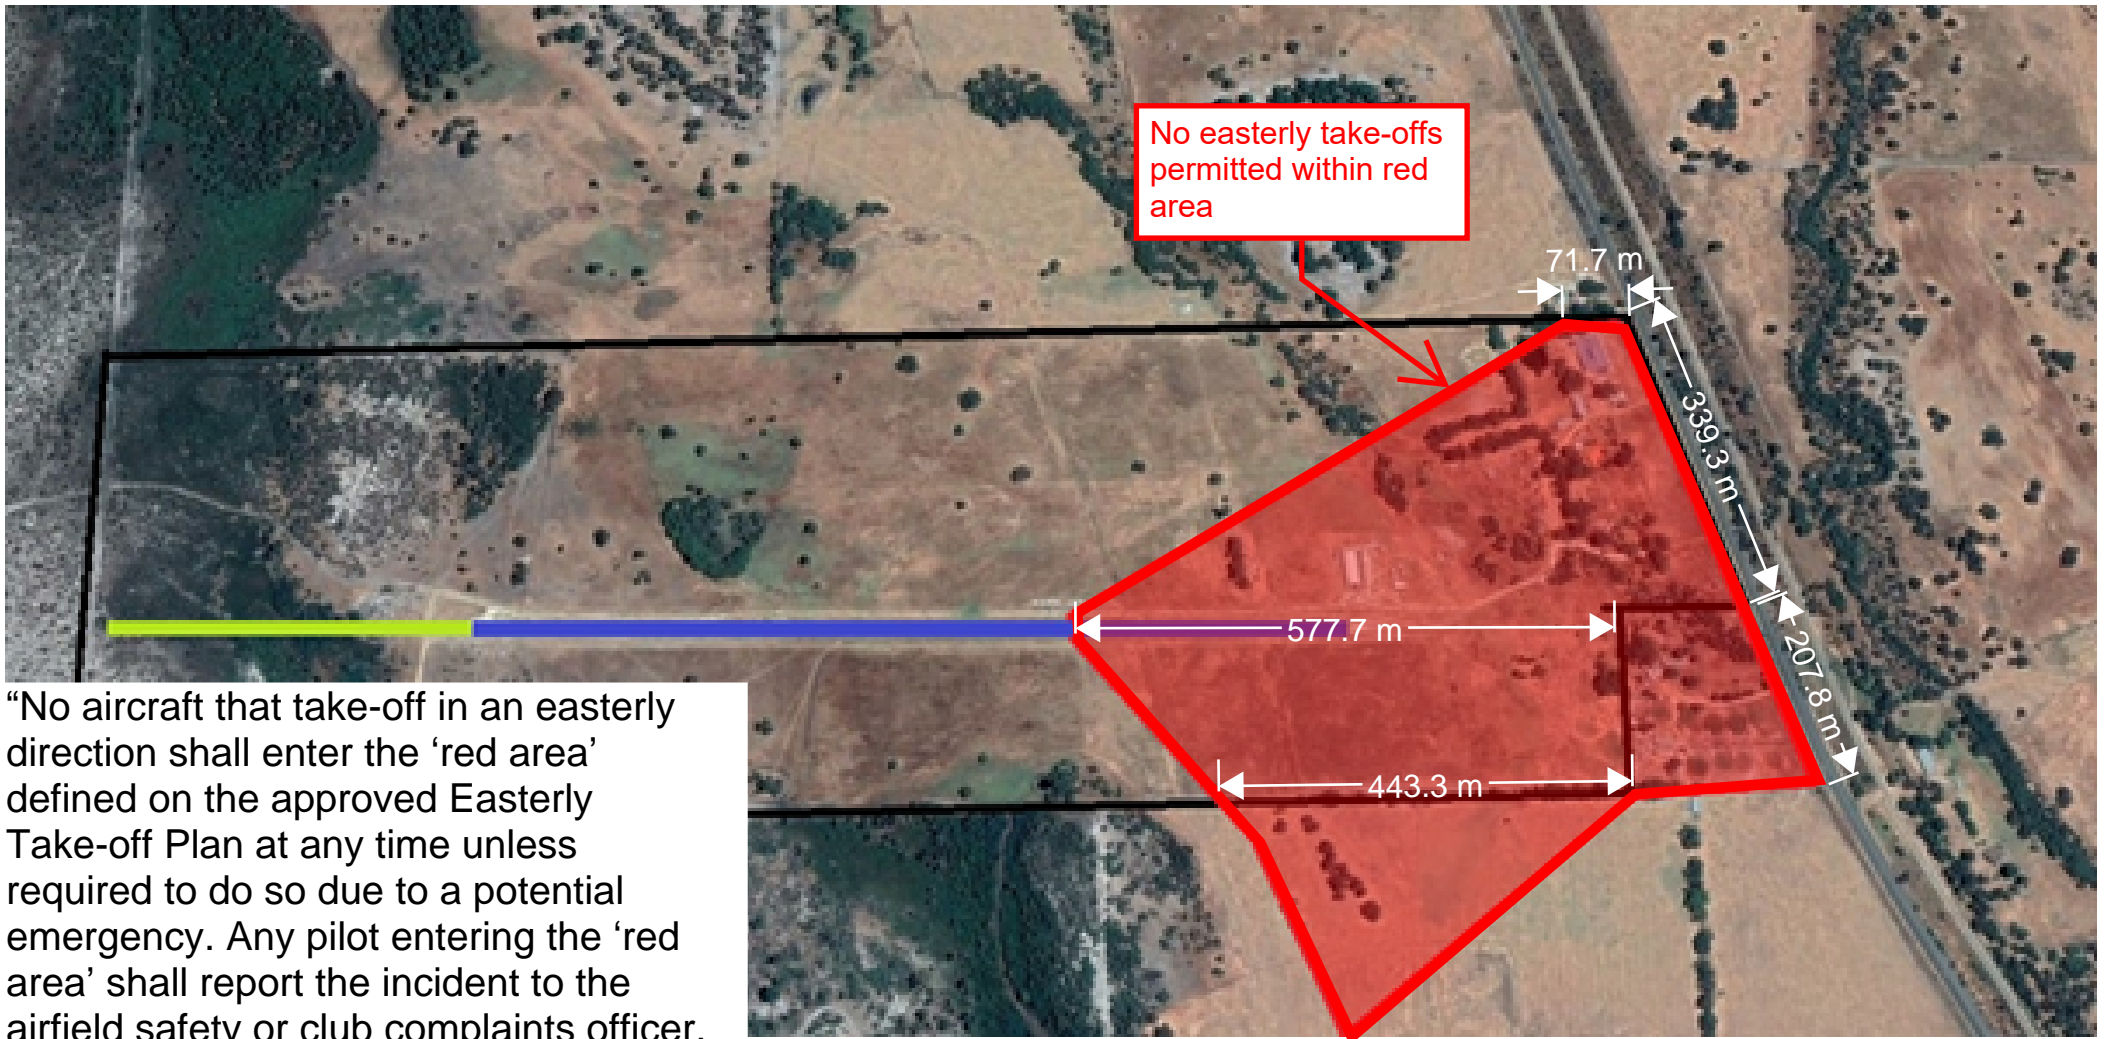 No easterly take-offs
permitted within red
area
71.7 m
339.3 m
577.7 m
207.8 m
443.3 m
“No aircraft that take-off in an easterly
direction shall enter the ‘red area’
defined on the approved Easterly
Take-off Plan at any time unless
required to do so due to a potential
emergency. Any pilot entering the ‘red
area’ shall report the incident to the
airfield safety or club complaints officer.